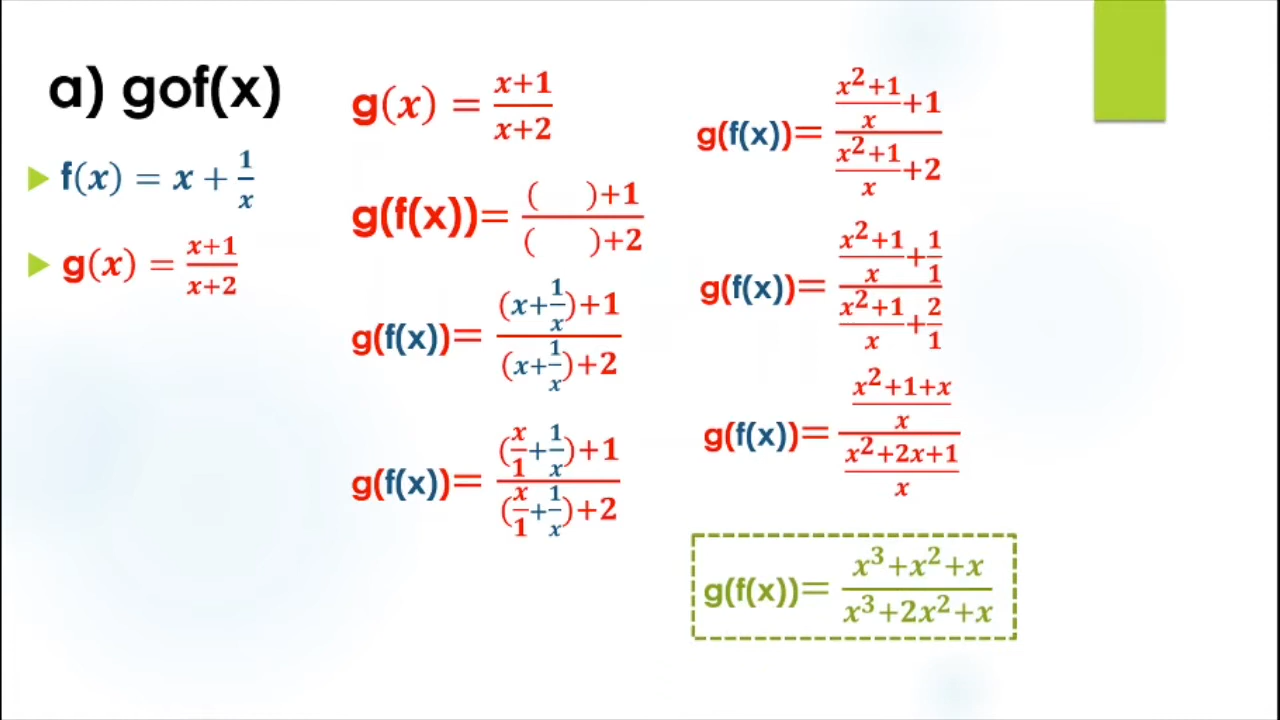 a) gof(x)
f(x) = x + 1/x
g(x) = (x+1)/(x+2)
g(x) = (x+1)/(x+2)
g(f(x))= (( )+1)/(( )+2)
g(f(x))= ((x+1/x)+1)/((x+1/x)+2)
g(f(x))= ((x/1+1/x)+1)/((x/1+1/x)+2)
g(f(x))= ((x²+1)/x+1)/((x²+1)/x+2)
g(f(x))= ((x²+1)/x+1/1)/((x²+1)/x+2/1)
g(f(x))= ((x²+1+x)/x)/((x²+2x+1)/x)
g(f(x))= (x³+x²+x)/(x³+2x²+x)